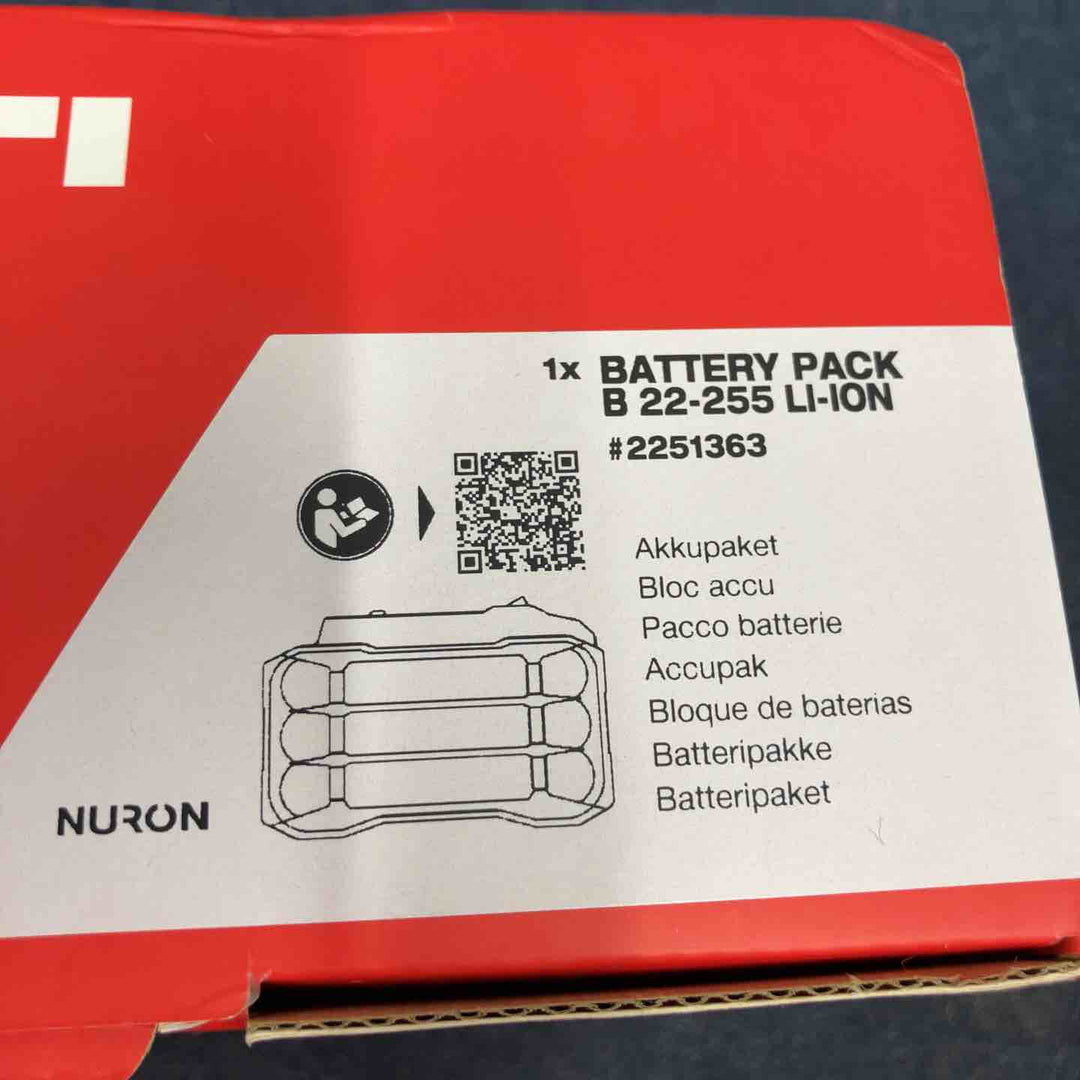 TI
1x BATTERY PACK
B 22-255 LI-ION
#2251363
Akkupaket
Bloc accu
Pacco batterie
Accupak
Bloque de baterias
Batteripakke
Batteripaket
NURON